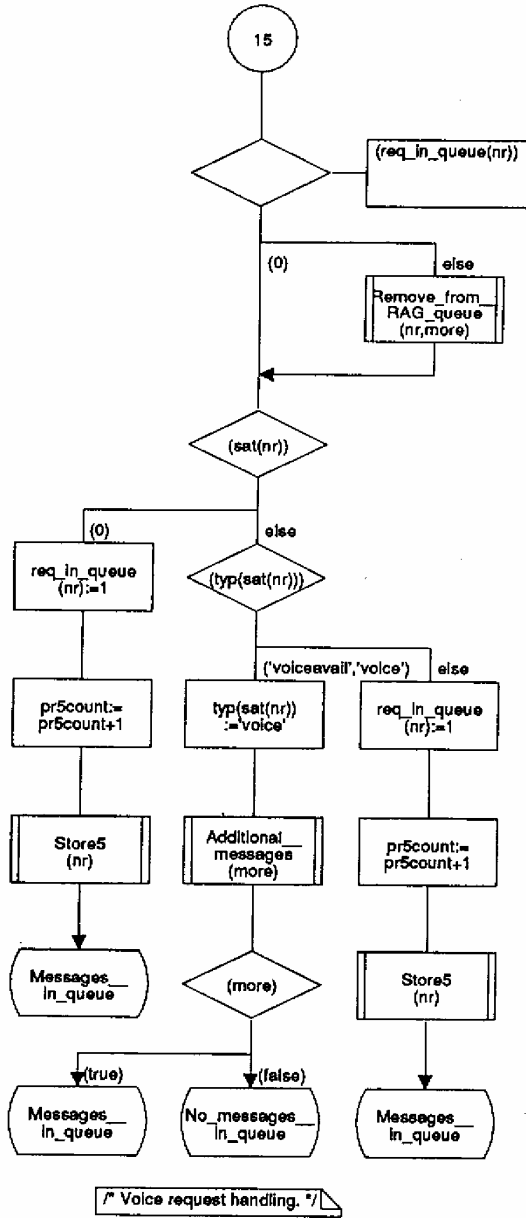 15
(req_in_queue(nr))
(0)
else
Remove_from_
RAG_queue
(nr,more)
(sat(nr))
(0)
else
req_in_queue
(nr):=1
(typ(sat(nr)))
('voiceavail','voice')
else
pr5count:=
pr5count+1
typ(sat(nr))
:='voice'
req_in_queue
(nr):=1
Store5
(nr)
Additional_
messages
(more)
pr5count:=
pr5count+1
Messages_
in_queue
(more)
Store5
(nr)
(true)
(false)
Messages_
in_queue
No_messages_
in_queue
Messages_
in_queue
/* Voice request handling. */